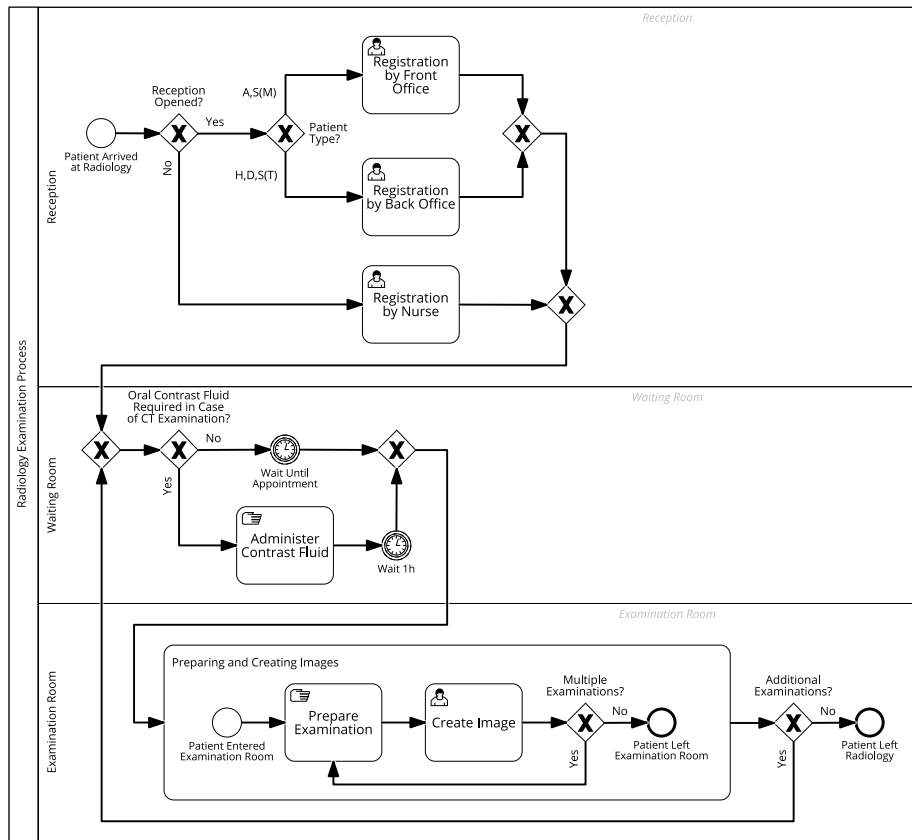 Radiology Examination Process
Reception
Reception
Reception
Opened?
Yes
No
Patient Arrived
at Radiology
A,S(M)
Patient
Type?
H,D,S(T)
Registration
by Front
Office
Registration
by Back Office
Registration
by Nurse
Waiting Room
Waiting Room
Oral Contrast Fluid
Required in Case
of CT Examination?
No
Yes
Wait Until
Appointment
Administer
Contrast Fluid
Wait 1h
Examination Room
Examination Room
Preparing and Creating Images
Patient Entered
Examination Room
Prepare
Examination
Create Image
Multiple
Examinations?
No
Yes
Patient Left
Examination Room
Additional
Examinations?
No
Yes
Patient Left
Radiology